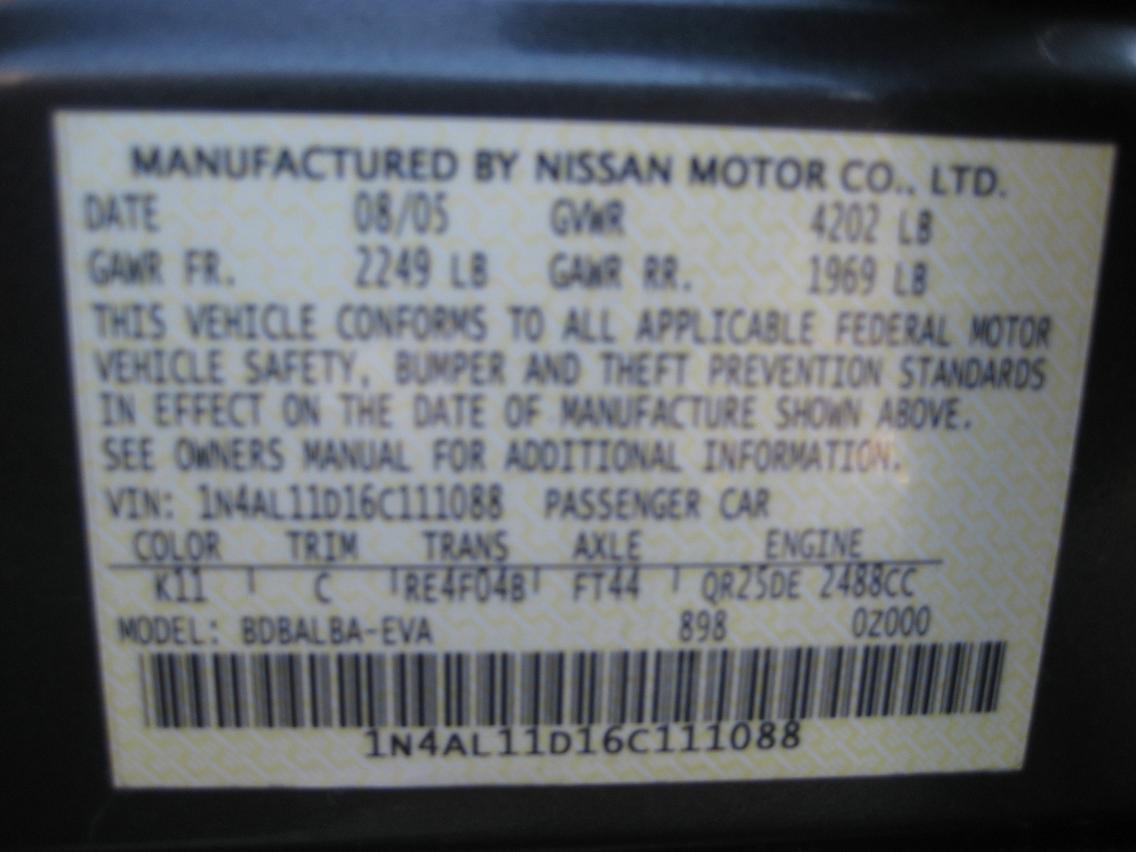 MANUFACTURED BY NISSAN MOTOR CO., LTD.
DATE 08/05 GVWR 4202 LB
GAWR FR. 2249 LB GAWR RR. 1969 LB
THIS VEHICLE CONFORMS TO ALL APPLICABLE FEDERAL MOTOR
VEHICLE SAFETY, BUMPER AND THEFT PREVENTION STANDARDS
IN EFFECT ON THE DATE OF MANUFACTURE SHOWN ABOVE.
SEE OWNERS MANUAL FOR ADDITIONAL INFORMATION.
VIN: 1N4AL11D16C111088 PASSENGER CAR
COLOR TRIM TRANS AXLE ENGINE
K11 C RE4F04B FT44 QR25DE 2488CC
MODEL: BDBALBA-EVA 898 0Z000
1N4AL11D16C111088